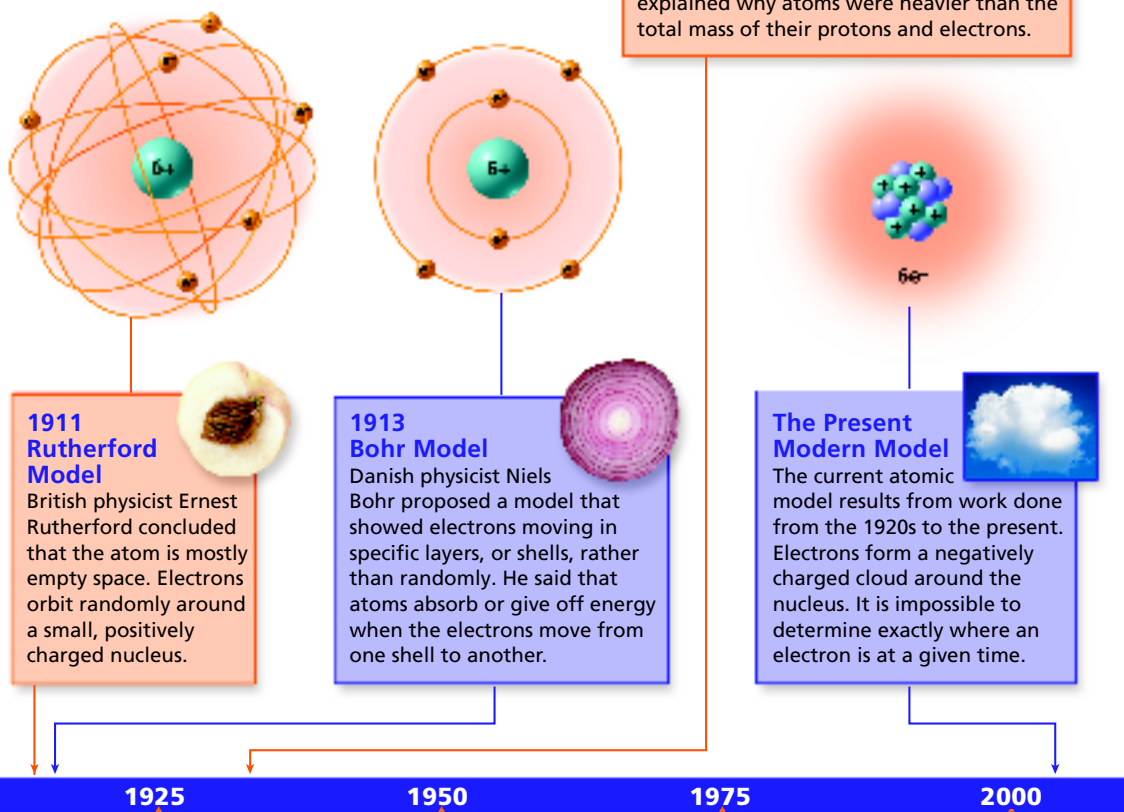 explained why atoms were heavier than the
total mass of their protons and electrons.
6+
6+
+
+
+
+
+
+
6e-
1911
Rutherford
Model
British physicist Ernest
Rutherford concluded
that the atom is mostly
empty space. Electrons
orbit randomly around
a small, positively
charged nucleus.
1913
Bohr Model
Danish physicist Niels
Bohr proposed a model that
showed electrons moving in
specific layers, or shells, rather
than randomly. He said that
atoms absorb or give off energy
when the electrons move from
one shell to another.
The Present
Modern Model
The current atomic
model results from work done
from the 1920s to the present.
Electrons form a negatively
charged cloud around the
nucleus. It is impossible to
determine exactly where an
electron is at a given time.
1925
1950
1975
2000